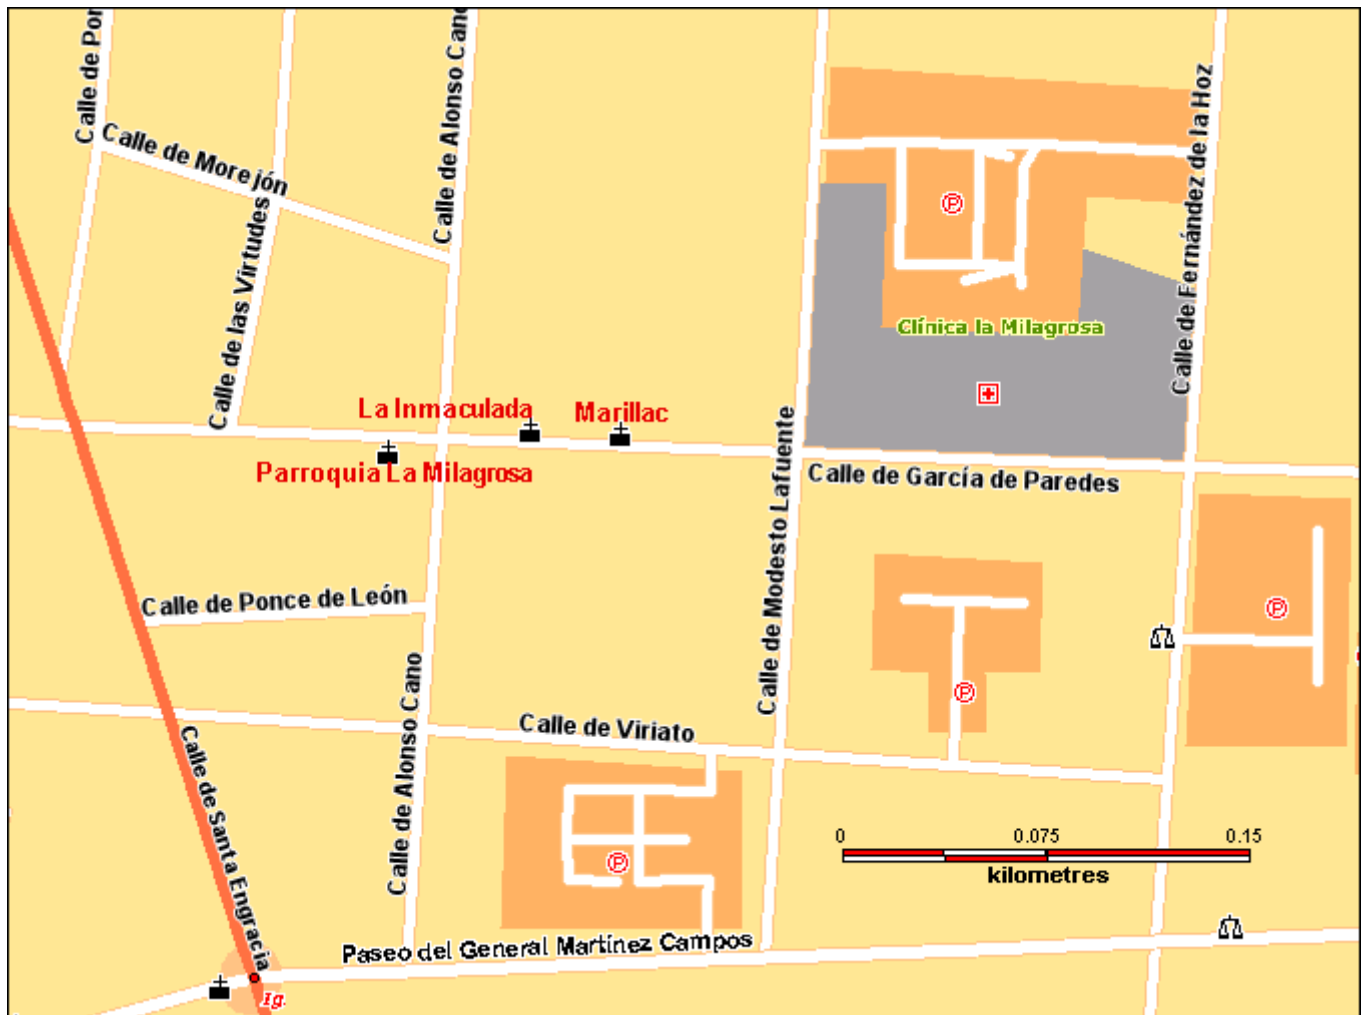 Calle de Pon
Calle de Alonso Cano
Calle de Morejón
Calle de las Virtudes
Calle de Fernández de la Hoz
P
Clínica la Milagrosa
La Inmaculada
Marillac
Parroquia La Milagrosa
Calle de García de Paredes
Calle de Modesto Lafuente
Calle de Ponce de León
P
P
Calle de Alonso Cano
Calle de Viriato
Calle de Santa Engracia
P
0 0.075 0.15
kilometres
Paseo del General Martínez Campos
Ig.